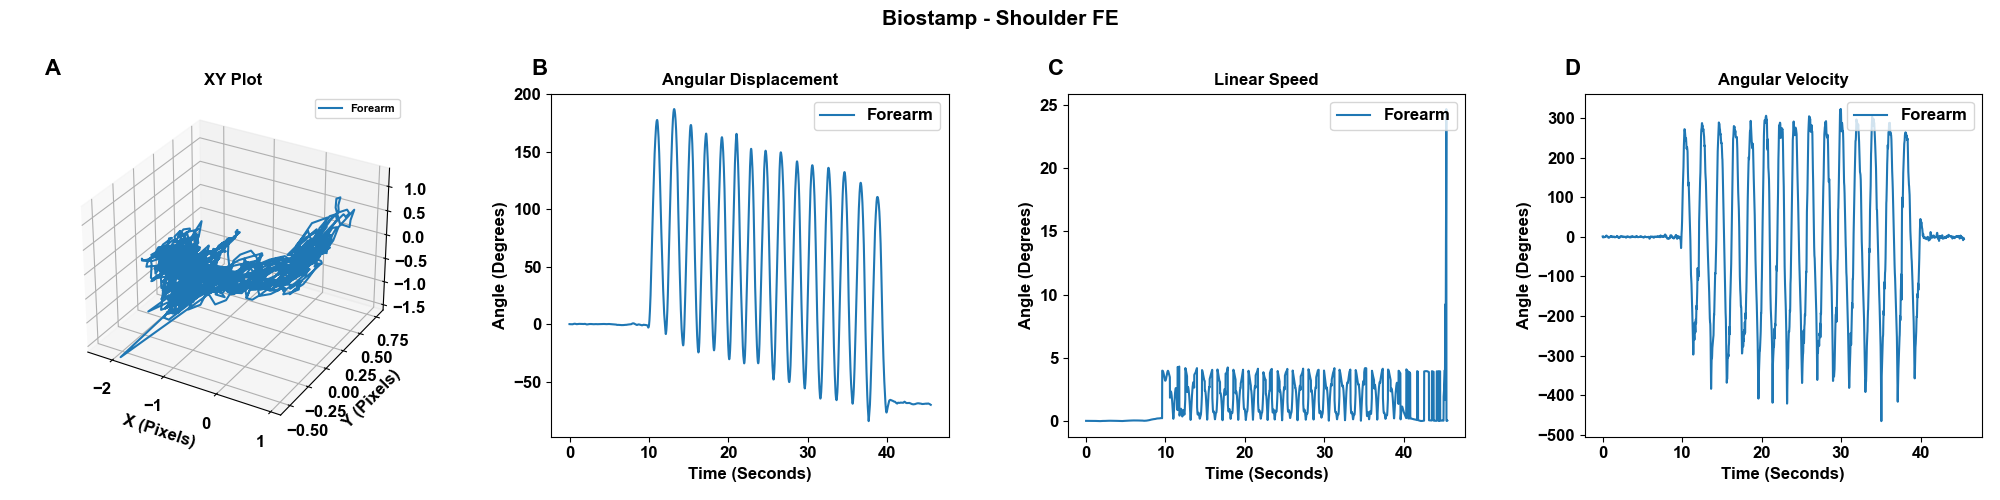 Biostamp - Shoulder FE
A
XY Plot
Forearm
1.0
0.5
0.0
−0.5
−1.0
−1.5
0.75
0.50
0.25
0.00
−0.25
−0.50
Y (Pixels)
−2
−1
0
1
X (Pixels)
B
Angular Displacement
Forearm
200
150
100
50
0
−50
Angle (Degrees)
0 10 20 30 40
Time (Seconds)
C
Linear Speed
Forearm
25
20
15
10
5
0
Angle (Degrees)
0 10 20 30 40
Time (Seconds)
D
Angular Velocity
Forearm
300
200
100
0
−100
−200
−300
−400
−500
Angle (Degrees)
0 10 20 30 40
Time (Seconds)